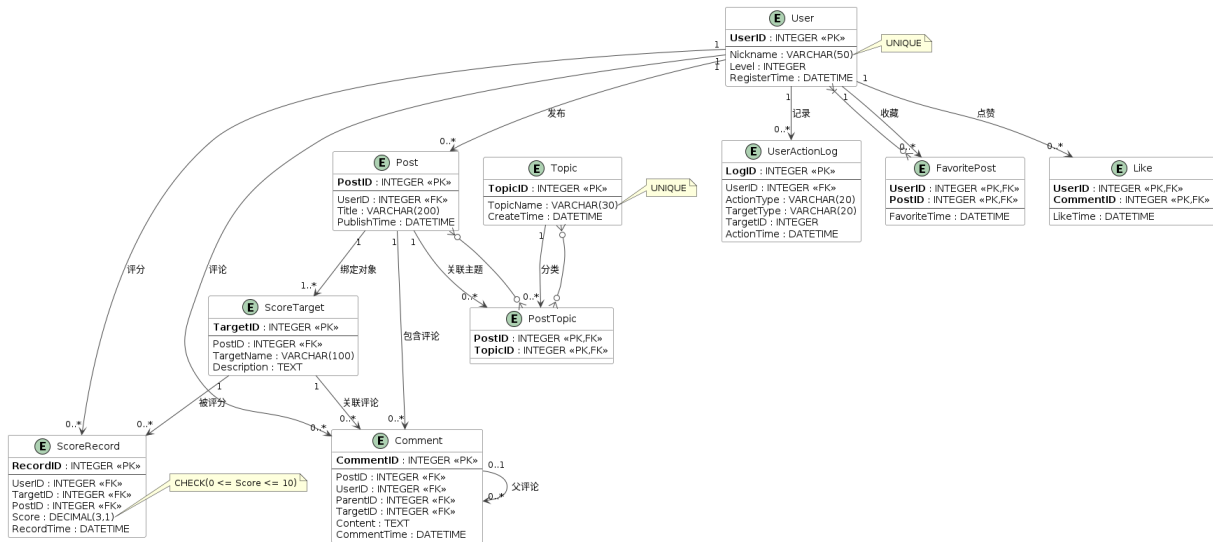 E User
UserID : INTEGER «PK»
Nickname : VARCHAR(50)
Level : INTEGER
RegisterTime : DATETIME
UNIQUE
1
1
1
1
1
1
发布
记录
收藏
点赞
0..*
0..*
0..*
0..*
E Post
PostID : INTEGER «PK»
UserID : INTEGER «FK»
Title : VARCHAR(200)
PublishTime : DATETIME
E Topic
TopicID : INTEGER «PK»
TopicName : VARCHAR(30)
CreateTime : DATETIME
UNIQUE
E UserActionLog
LogID : INTEGER «PK»
UserID : INTEGER «FK»
ActionType : VARCHAR(20)
TargetType : VARCHAR(20)
TargetID : INTEGER
ActionTime : DATETIME
E FavoritePost
UserID : INTEGER «PK,FK»
PostID : INTEGER «PK,FK»
FavoriteTime : DATETIME
E Like
UserID : INTEGER «PK,FK»
CommentID : INTEGER «PK,FK»
LikeTime : DATETIME
1
1
1
1
评分
评论
绑定对象
关联主题
分类
1..*
0..*
0..*
E ScoreTarget
TargetID : INTEGER «PK»
PostID : INTEGER «FK»
TargetName : VARCHAR(100)
Description : TEXT
包含评论
E PostTopic
PostID : INTEGER «PK,FK»
TopicID : INTEGER «PK,FK»
1
1
被评分
关联评论
0..*
0..*
0..*
0..*
0..*
E ScoreRecord
RecordID : INTEGER «PK»
UserID : INTEGER «FK»
TargetID : INTEGER «FK»
PostID : INTEGER «FK»
Score : DECIMAL(3,1)
RecordTime : DATETIME
CHECK(0 <= Score <= 10)
0..*
E Comment
CommentID : INTEGER «PK»
PostID : INTEGER «FK»
UserID : INTEGER «FK»
ParentID : INTEGER «FK»
TargetID : INTEGER «FK»
Content : TEXT
CommentTime : DATETIME
0..1
父评论
0..*